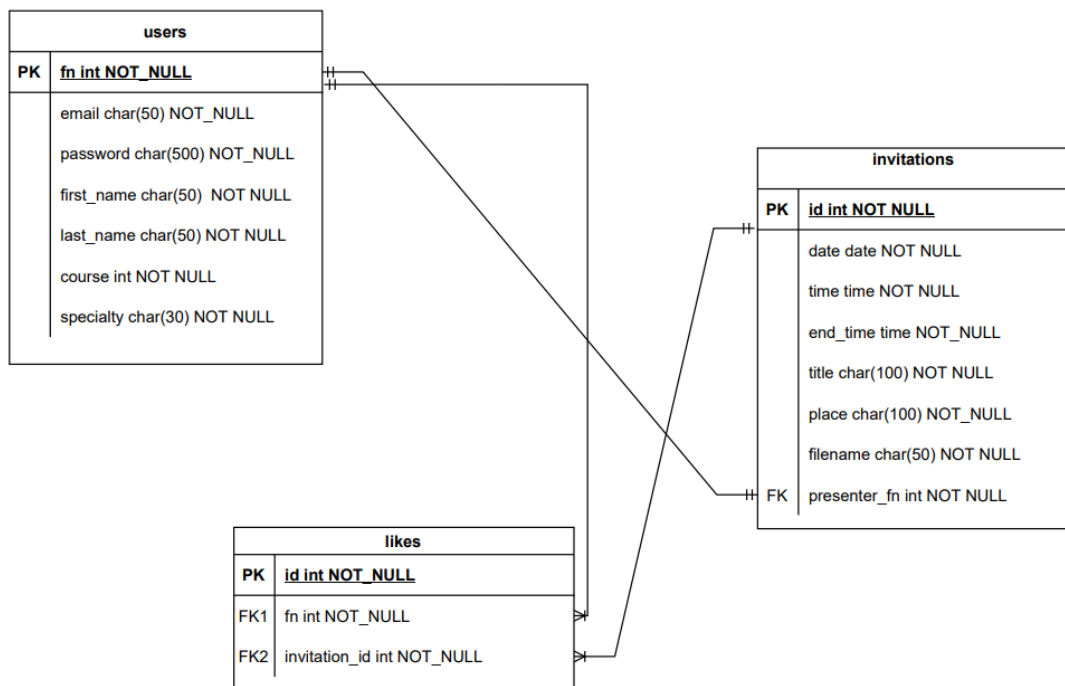 users
PK fn int NOT_NULL
email char(50) NOT_NULL
password char(500) NOT_NULL
first_name char(50) NOT NULL
last_name char(50) NOT NULL
course int NOT NULL
specialty char(30) NOT NULL
invitations
PK id int NOT NULL
date date NOT NULL
time time NOT NULL
end_time time NOT_NULL
title char(100) NOT NULL
place char(100) NOT_NULL
filename char(50) NOT NULL
FK presenter_fn int NOT NULL
likes
PK id int NOT_NULL
FK1 fn int NOT_NULL
FK2 invitation_id int NOT_NULL